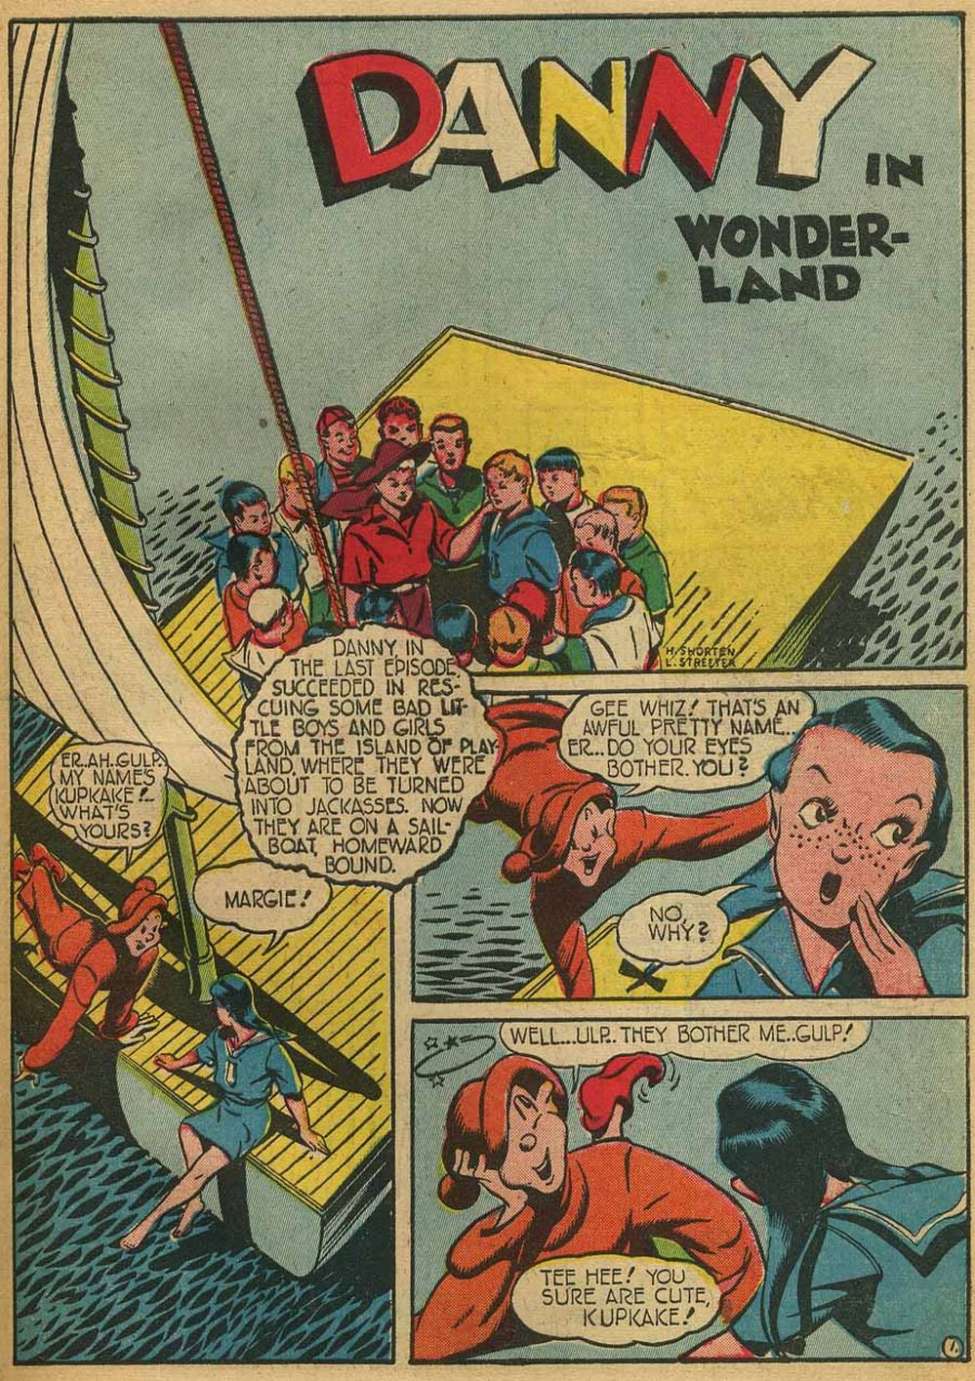 DANNY
IN
WONDER-
LAND
H. SHORTEN
L. STREETER
DANNY, IN
THE LAST EPISODE,
SUCCEEDED IN RES-
CUING SOME BAD LIT-
TLE BOYS AND GIRLS
FROM THE ISLAND OF PLAY-
LAND, WHERE THEY WERE
ABOUT TO BE TURNED
INTO JACKASSES. NOW
THEY ARE ON A SAIL-
BOAT, HOMEWARD
BOUND.
ER..AH..GULP.
MY NAME'S
KUPKAKE!..
WHAT'S
YOURS?
MARGIE!
GEE WHIZ! THAT'S AN
AWFUL PRETTY NAME..
ER...DO YOUR EYES
BOTHER. YOU?
NO,
WHY?
WELL...ULP.. THEY BOTHER ME..GULP!
TEE HEE! YOU
SURE ARE CUTE,
KUPKAKE!
1.